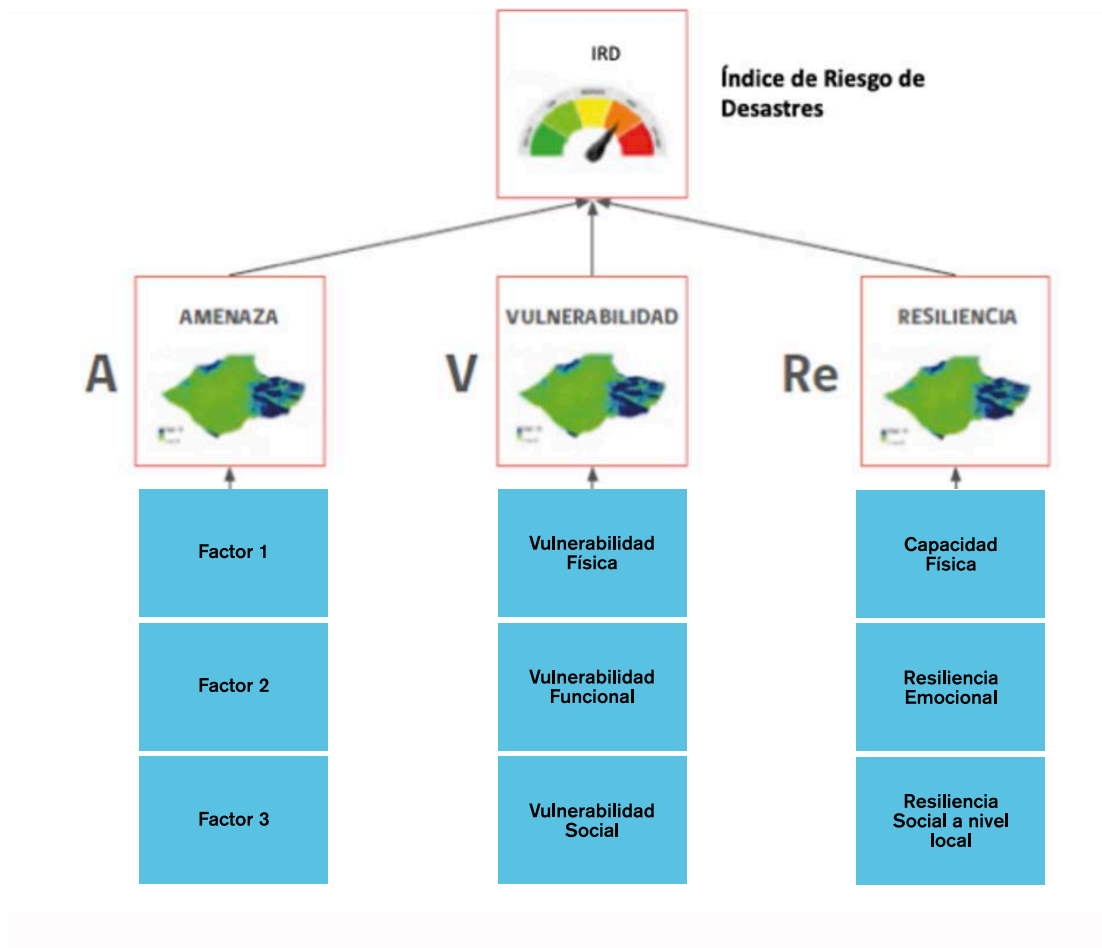 IRD
Índice de Riesgo de
Desastres
AMENAZA
A
VULNERABILIDAD
V
RESILIENCIA
Re
Factor 1
Vulnerabilidad
Física
Capacidad
Física
Factor 2
Vulnerabilidad
Funcional
Resiliencia
Emocional
Factor 3
Vulnerabilidad
Social
Resiliencia
Social a nivel
local